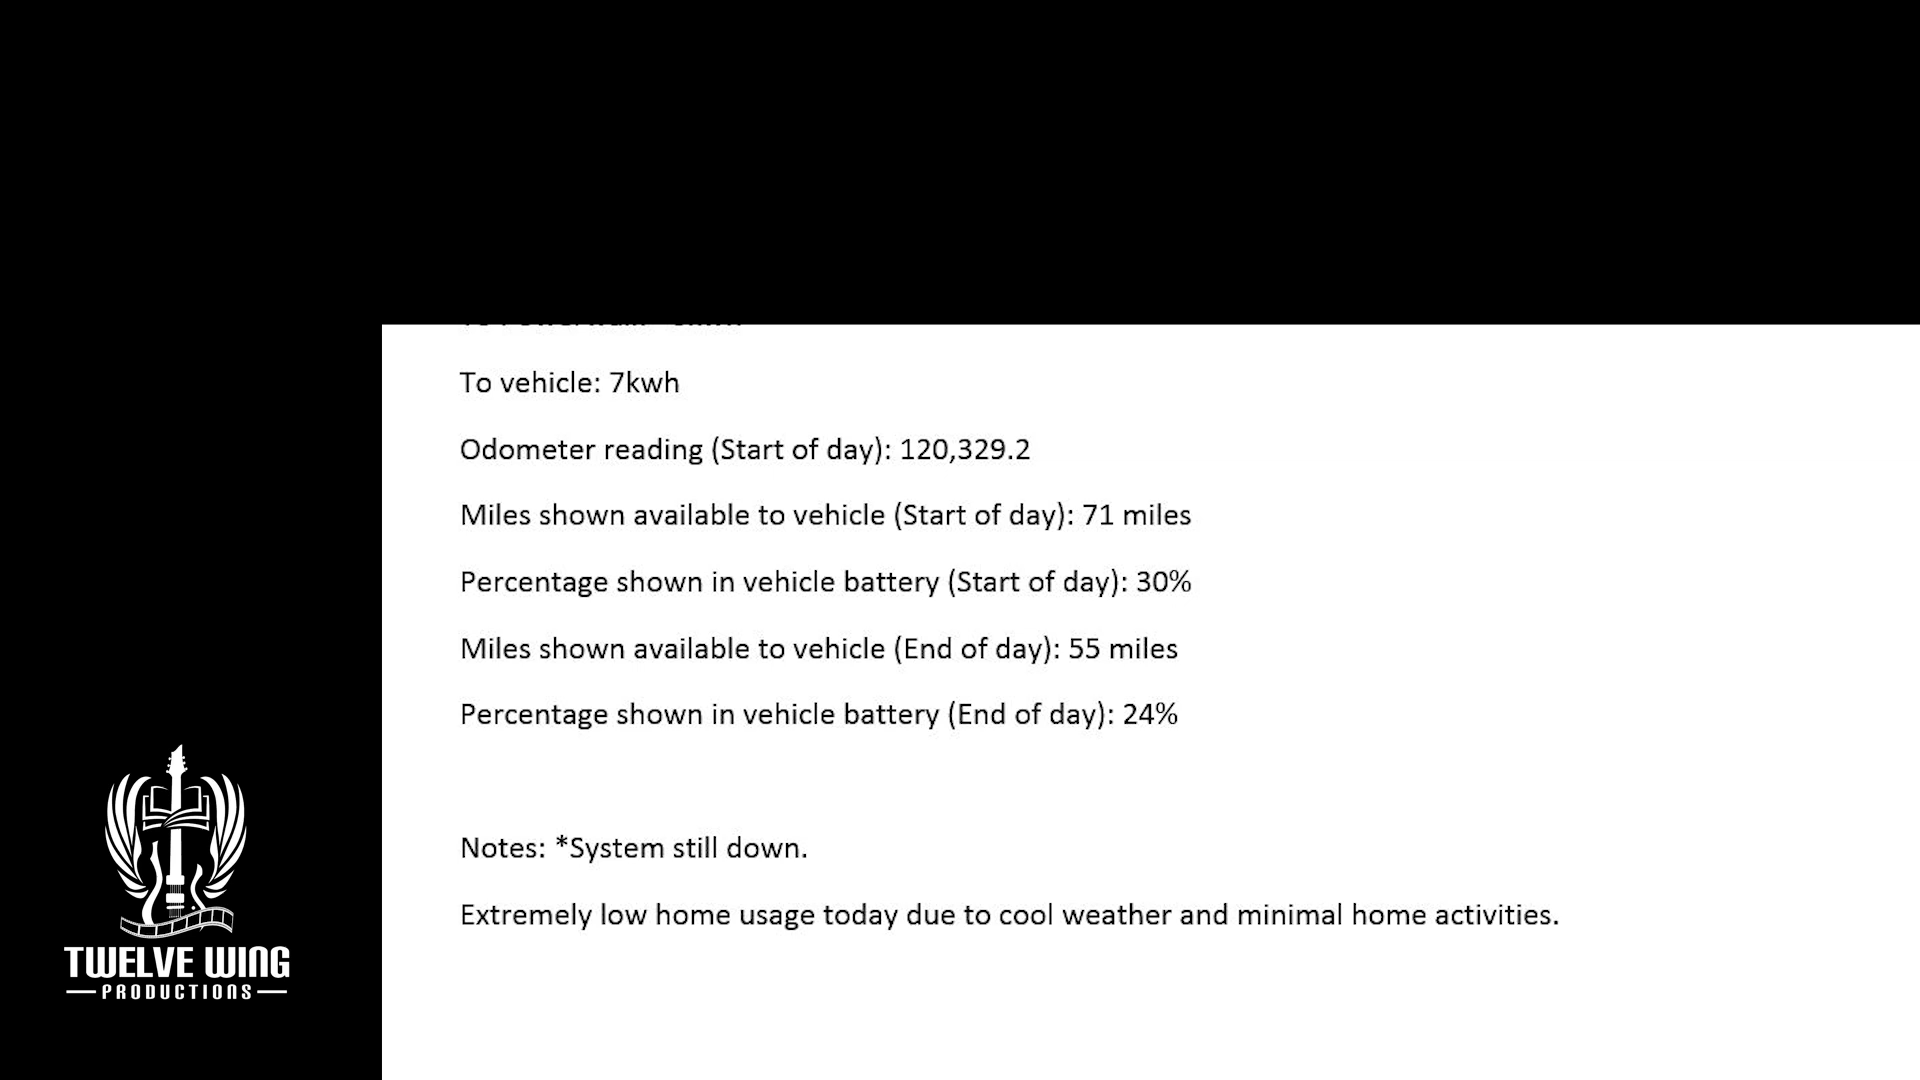 To vehicle: 7kwh
Odometer reading (Start of day): 120,329.2
Miles shown available to vehicle (Start of day): 71 miles
Percentage shown in vehicle battery (Start of day): 30%
Miles shown available to vehicle (End of day): 55 miles
Percentage shown in vehicle battery (End of day): 24%
Notes: *System still down.
Extremely low home usage today due to cool weather and minimal home activities.
TWELVE WING
PRODUCTIONS